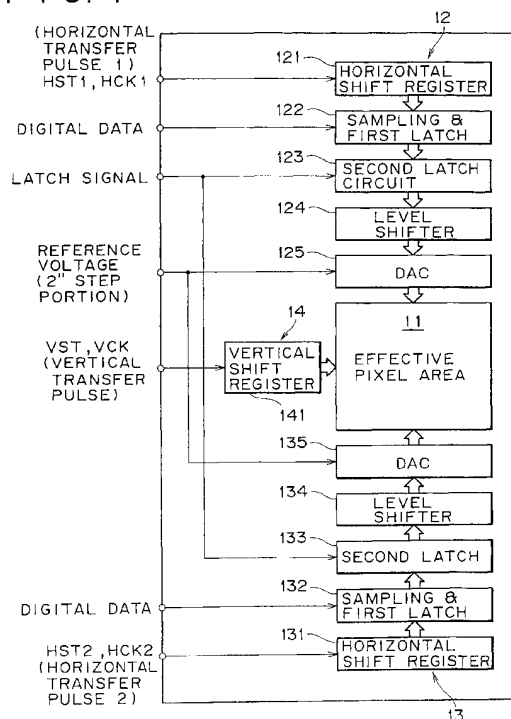 12
(HORIZONTAL
TRANSFER
PULSE 1)
HST1, HCK1
121
HORIZONTAL
SHIFT REGISTER
DIGITAL DATA
122
SAMPLING &
FIRST LATCH
LATCH SIGNAL
123
SECOND LATCH
CIRCUIT
124
LEVEL
SHIFTER
REFERENCE
VOLTAGE
(2" STEP
PORTION)
125
DAC
11
EFFECTIVE
PIXEL AREA
VST, VCK
(VERTICAL
TRANSFER
PULSE)
14
VERTICAL
SHIFT
REGISTER
141
135
DAC
134
LEVEL
SHIFTER
133
SECOND LATCH
DIGITAL DATA
132
SAMPLING &
FIRST LATCH
HST2, HCK2
(HORIZONTAL
TRANSFER
PULSE 2)
131
HORIZONTAL
SHIFT REGISTER
13